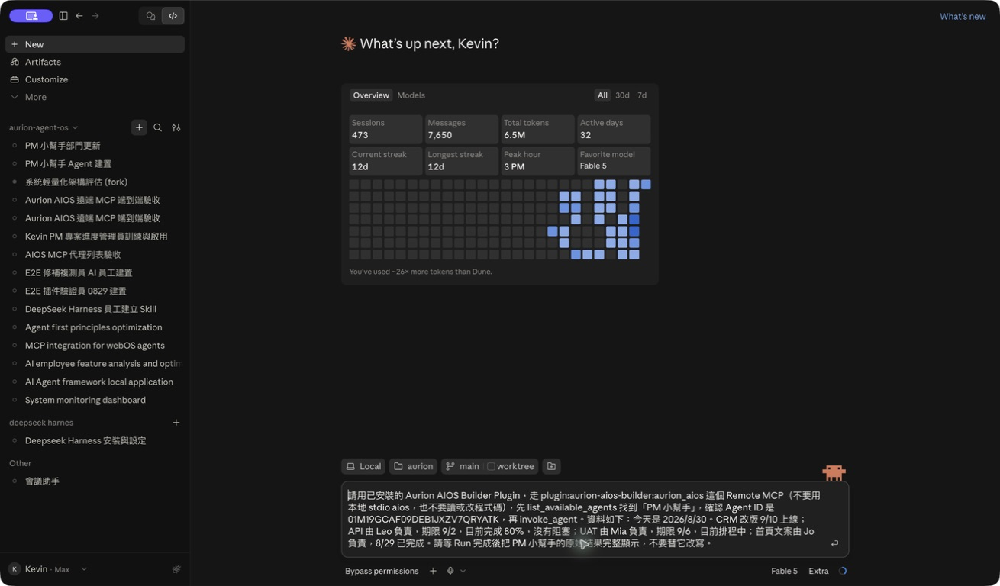 What's new
New
Artifacts
Customize
More
aurion-agent-os
PM 小幫手部門更新
PM 小幫手 Agent 建置
系統輕量化架構評估 (fork)
Aurion AIOS 遠端 MCP 端到端驗收
Aurion AIOS 遠端 MCP 端到端驗收
Kevin PM 專案進度管理員訓練與啟用
AIOS MCP 代理列表驗收
E2E 修補複測員 AI 員工建置
E2E 插件驗證員 0829 建置
DeepSeek Harness 員工建立 Skill
Agent first principles optimization
MCP integration for webOS agents
AI employee feature analysis and optim
AI Agent framework local application
System monitoring dashboard
deepseek harnes
Deepseek Harness 安裝與設定
Other
會議助手
K Kevin · Max
What's up next, Kevin?
Overview Models All 30d 7d
Sessions Messages Total tokens Active days
473 7,650 6.5M 32
Current streak Longest streak Peak hour Favorite model
12d 12d 3 PM Fable 5
You've used ~26× more tokens than Dune.
Local aurion main worktree
請用已安裝的 Aurion AIOS Builder Plugin，走 plugin:aurion-aios-builder:aurion_aios 這個 Remote MCP（不要用
本地 stdio aios，也不要讀或改程式碼），先 list_available_agents 找到「PM 小幫手」，確認 Agent ID 是
01M19GCAF09DEB1JXZV7QRYATK，再 invoke_agent。資料如下：今天是 2026/8/30。CRM 改版 9/10 上線；
API 由 Leo 負責，期限 9/2，目前完成 80%，沒有阻塞；UAT 由 Mia 負責，期限 9/6，目前排程中；首頁文案由 Jo
負責，8/29 已完成。請等 Run 完成後把 PM 小幫手的原始結果完整顯示，不要替它改寫。
Bypass permissions Fable 5 Extra